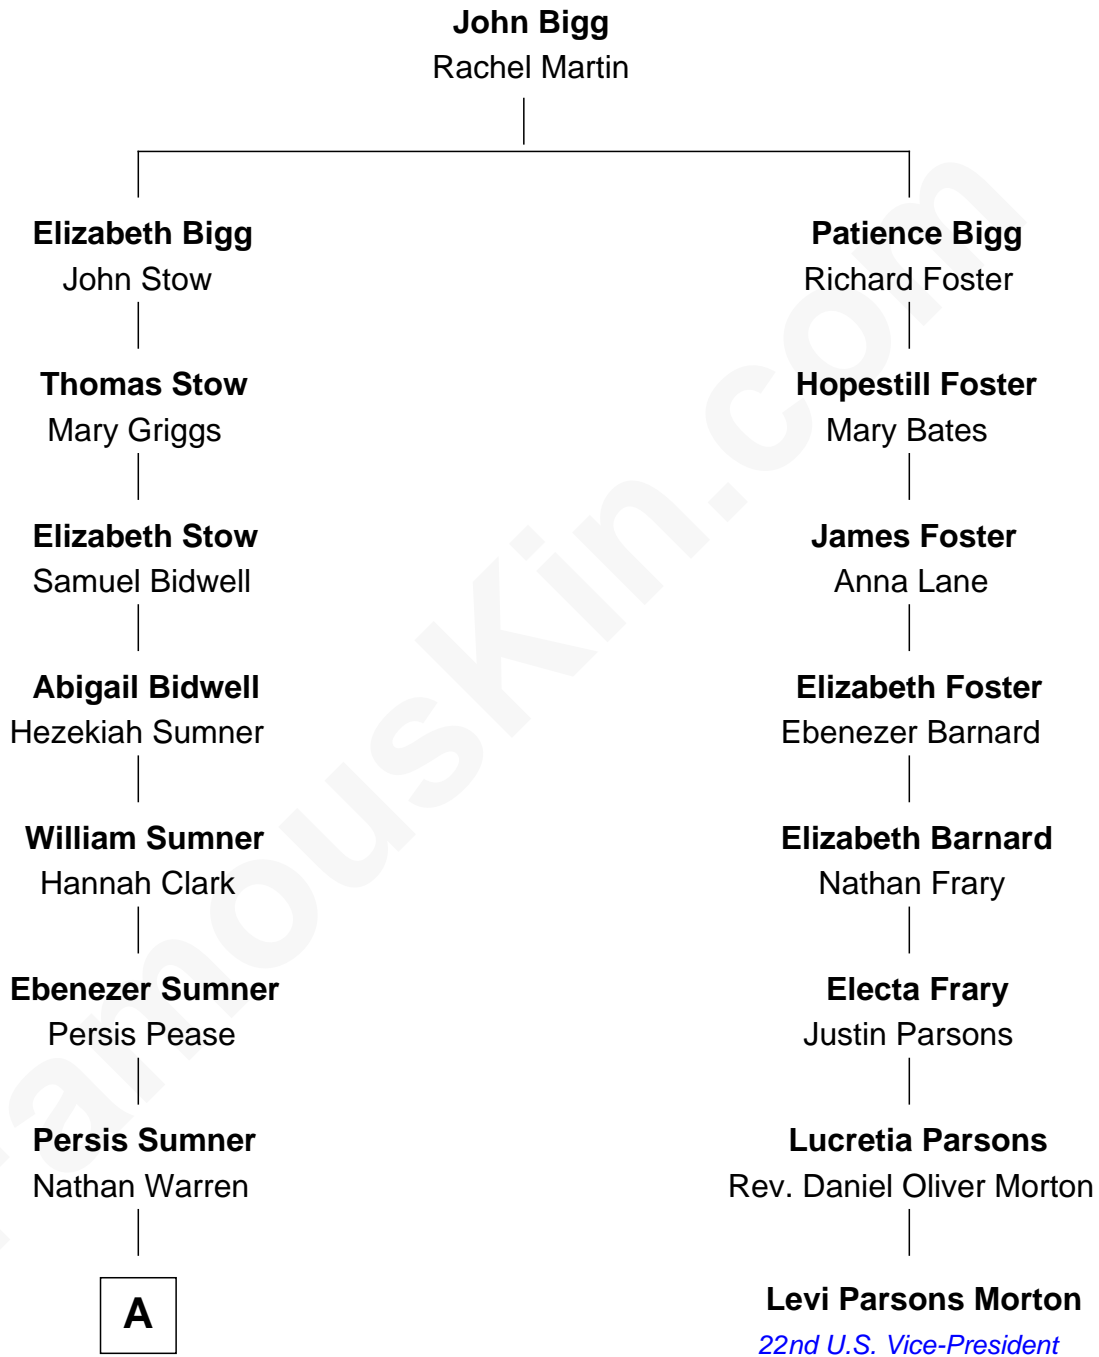 John Bigg
Rachel Martin
Elizabeth Bigg
John Stow
Patience Bigg
Richard Foster
Thomas Stow
Mary Griggs
Hopestill Foster
Mary Bates
Elizabeth Stow
Samuel Bidwell
James Foster
Anna Lane
Abigail Bidwell
Hezekiah Sumner
Elizabeth Foster
Ebenezer Barnard
William Sumner
Hannah Clark
Elizabeth Barnard
Nathan Frary
Ebenezer Sumner
Persis Pease
Electa Frary
Justin Parsons
Persis Sumner
Nathan Warren
Lucretia Parsons
Rev. Daniel Oliver Morton
A
Levi Parsons Morton
22nd U.S. Vice-President
FamousKin.com